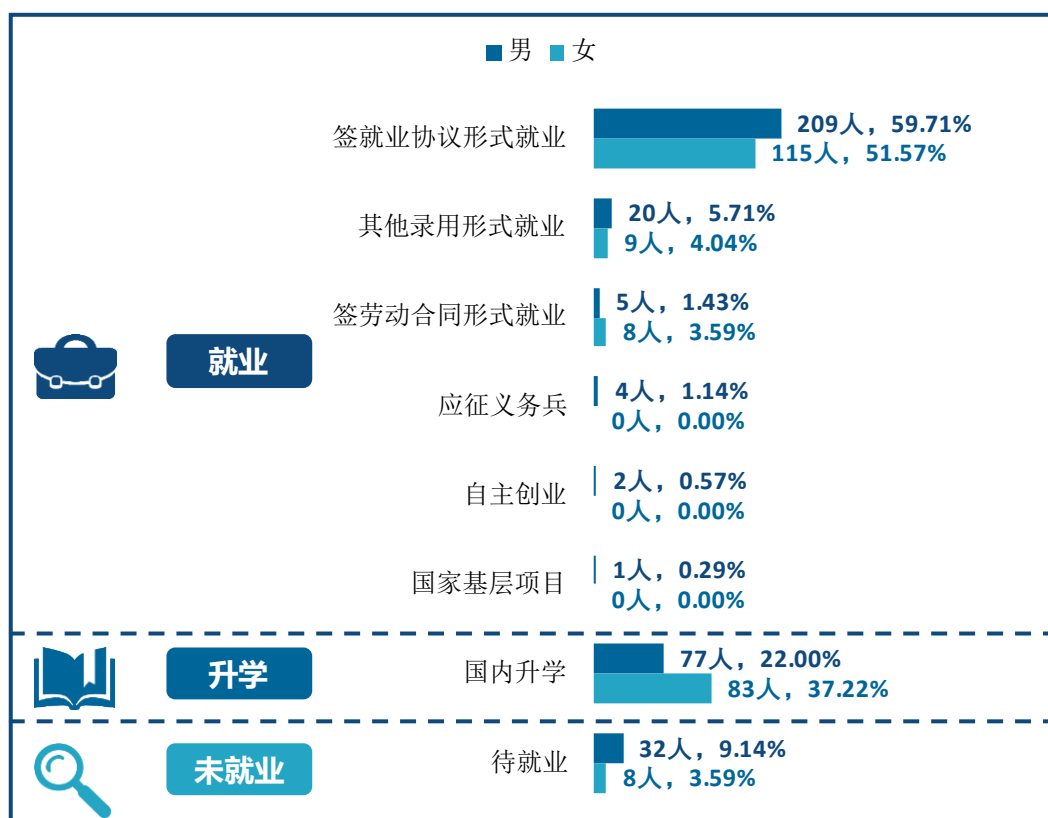 男 女
签就业协议形式就业
209人，59.71%
115人，51.57%
其他录用形式就业
20人，5.71%
9人，4.04%
签劳动合同形式就业
5人，1.43%
8人，3.59%
就业
应征义务兵
4人，1.14%
0人，0.00%
自主创业
2人，0.57%
0人，0.00%
国家基层项目
1人，0.29%
0人，0.00%
升学
国内升学
77人，22.00%
83人，37.22%
未就业
待就业
32人，9.14%
8人，3.59%